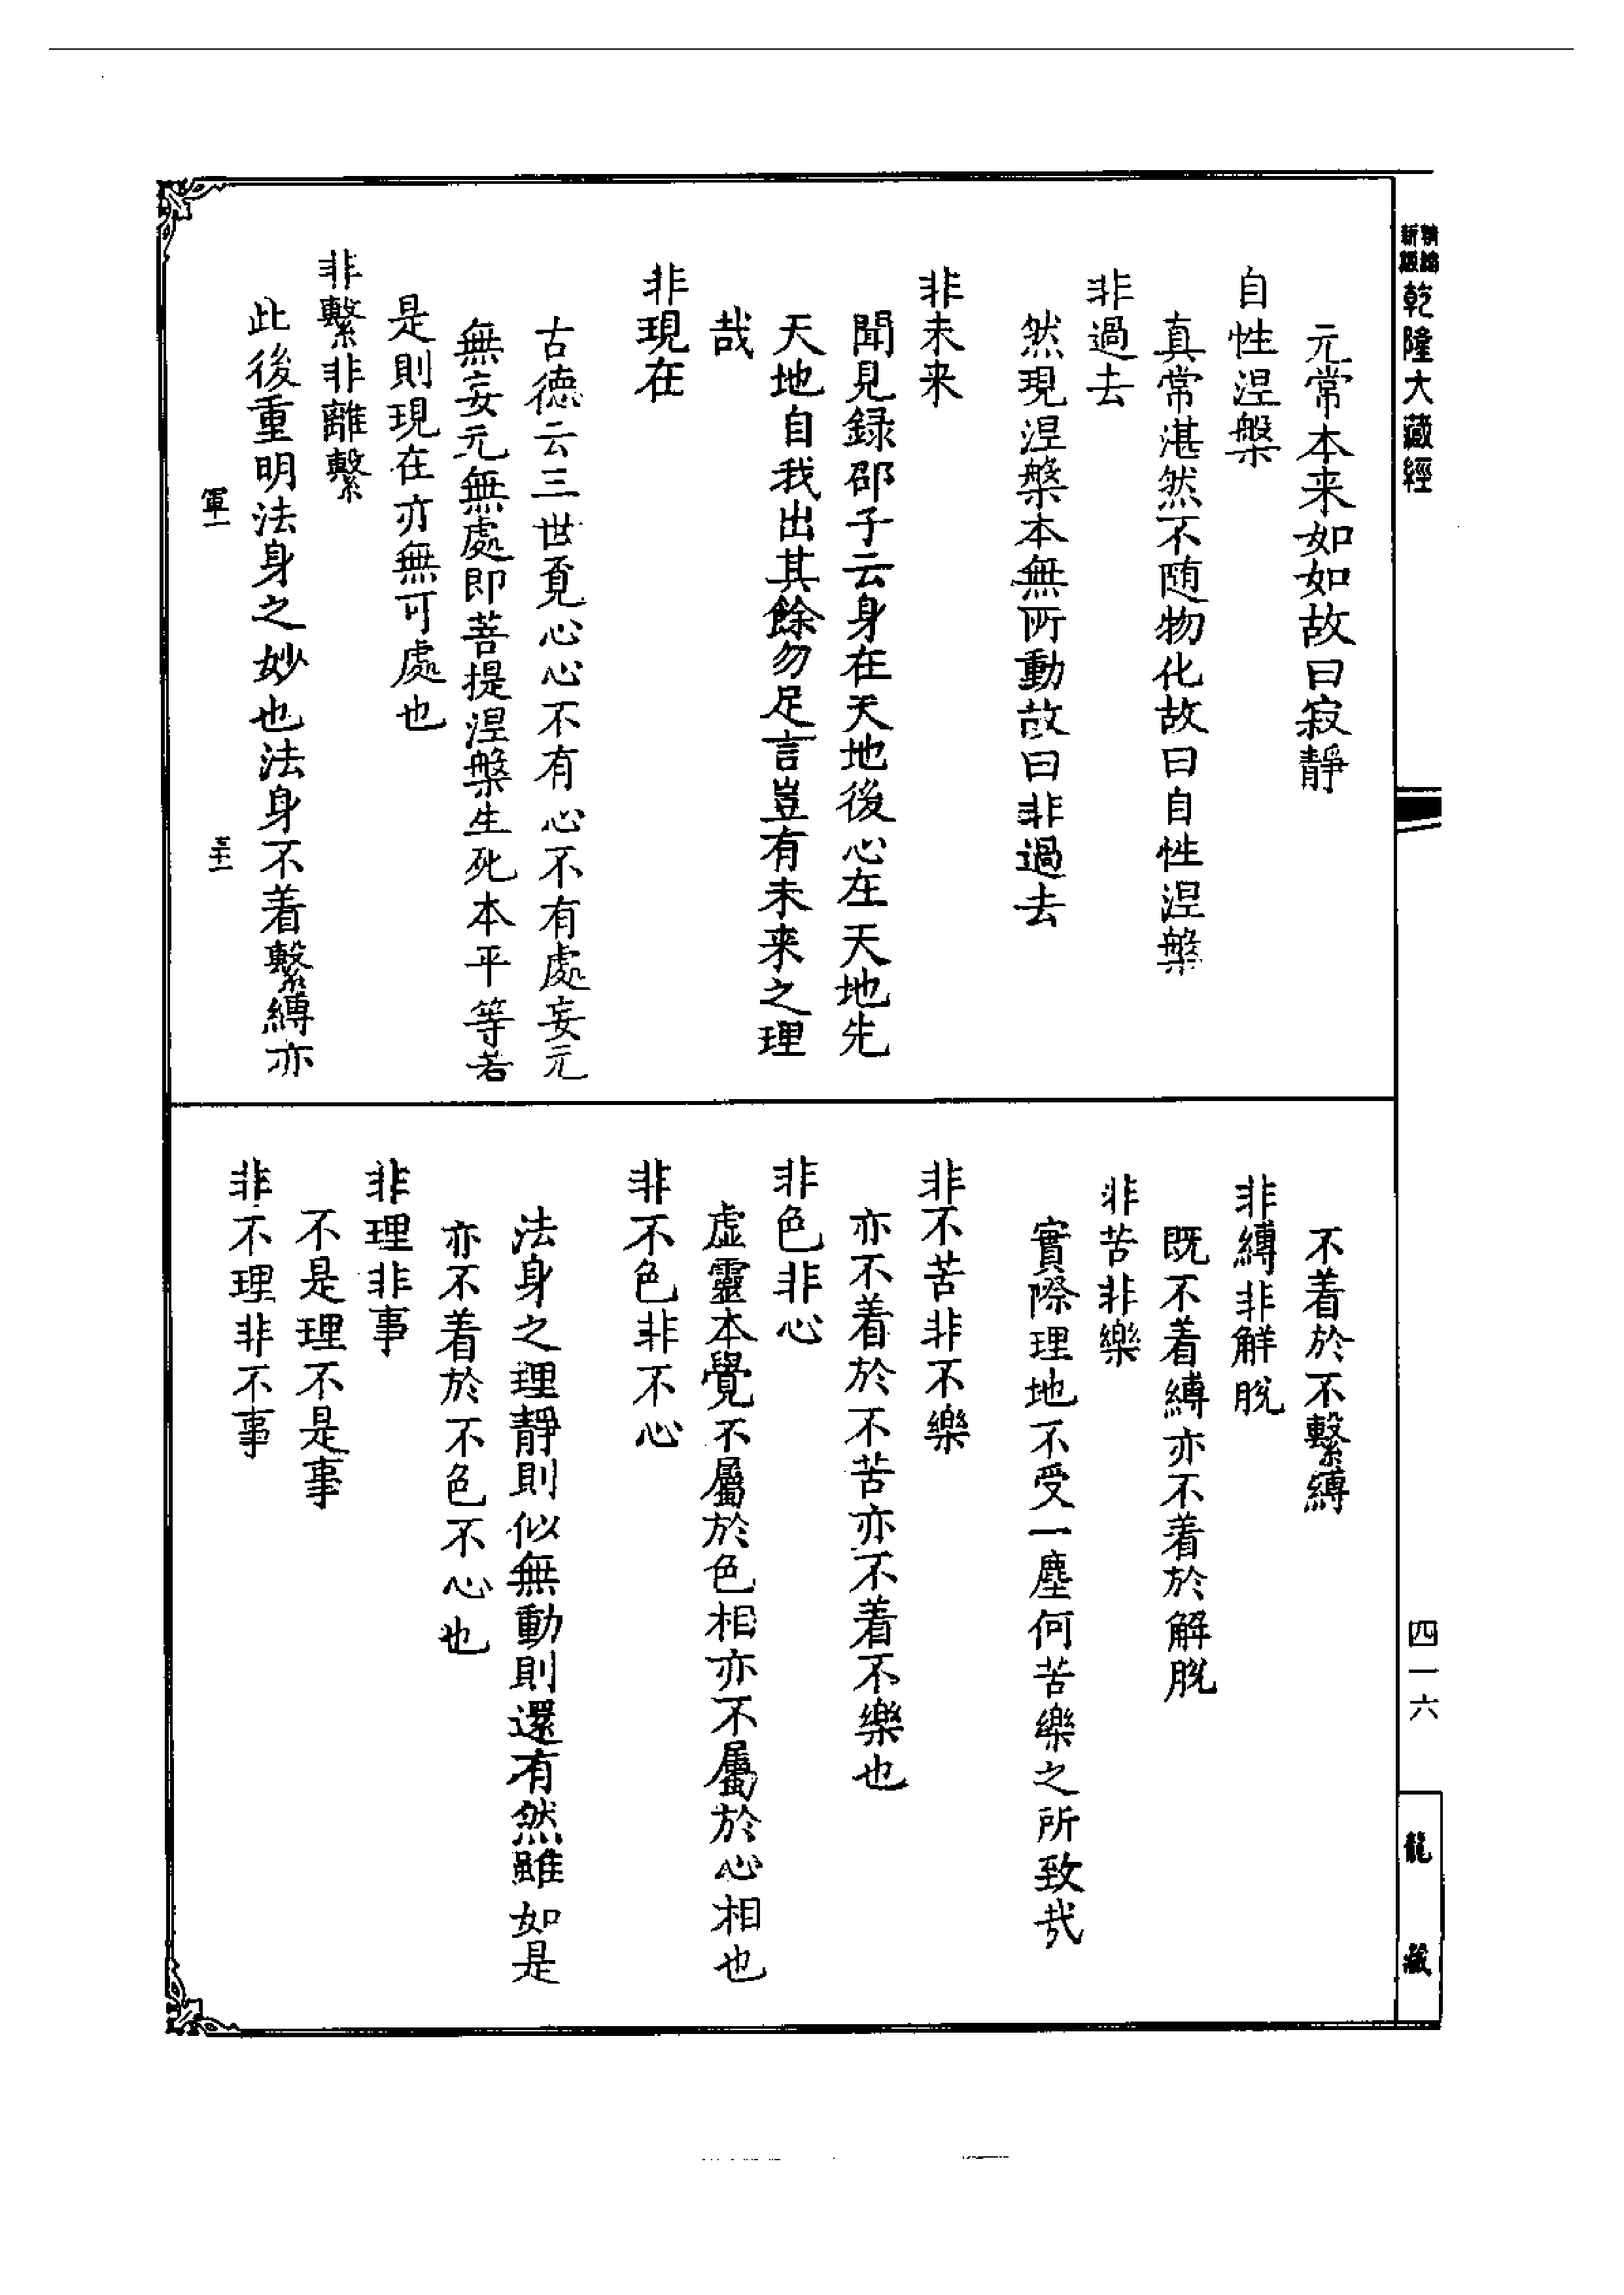 精縮新版乾隆大藏經
元常本来如如故曰寂靜
自性涅槃
真常湛然不随物化故曰自性涅槃
非過去
然現涅槃本無所動故曰非過去
非未来
聞見録邵子云身在天地後心在天地先
天地自我出其餘勿足言豈有未来之理
哉
非現在
古德云三世覓心心不有心不有處妄元
無妄元無處即菩提涅槃生死本平等若
是則現在亦無可處也
非繫非離繫
此後重明法身之妙也法身不着繫縛亦
軍一
不着於不繫縛
非縛非解脫
既不着縛亦不着於解脫
非苦非樂
實際理地不受一塵何苦樂之所致哉
非不苦非不樂
亦不着於不苦亦不着不樂也
非色非心
虚靈本覺不屬於色相亦不屬於心相也
非不色非不心
法身之理靜則似無動則還有然雖如是
亦不着於不色不心也
非理非事
不是理不是事
非不理非不事
四一六
龍藏